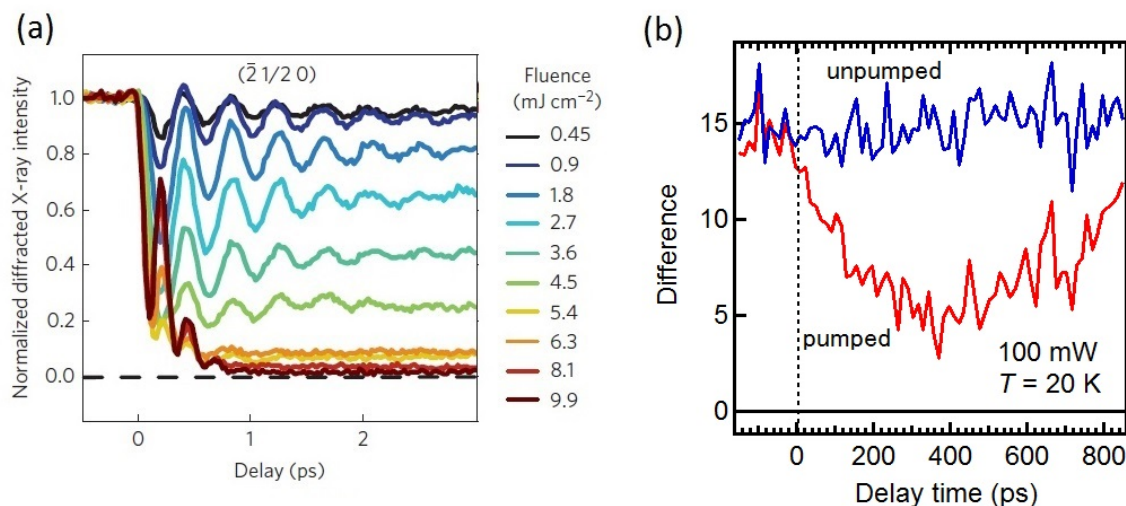 (a)
(b)
Normalized diffracted X-ray intensity
1.0
0.8
0.6
0.4
0.2
0.0
(2̅ 1/2 0)
0
1
2
Delay (ps)
Fluence
(mJ cm⁻²)
0.45
0.9
1.8
2.7
3.6
4.5
5.4
6.3
8.1
9.9
Difference
15
10
5
0
unpumped
pumped
100 mW
T = 20 K
0 200 400 600 800
Delay time (ps)